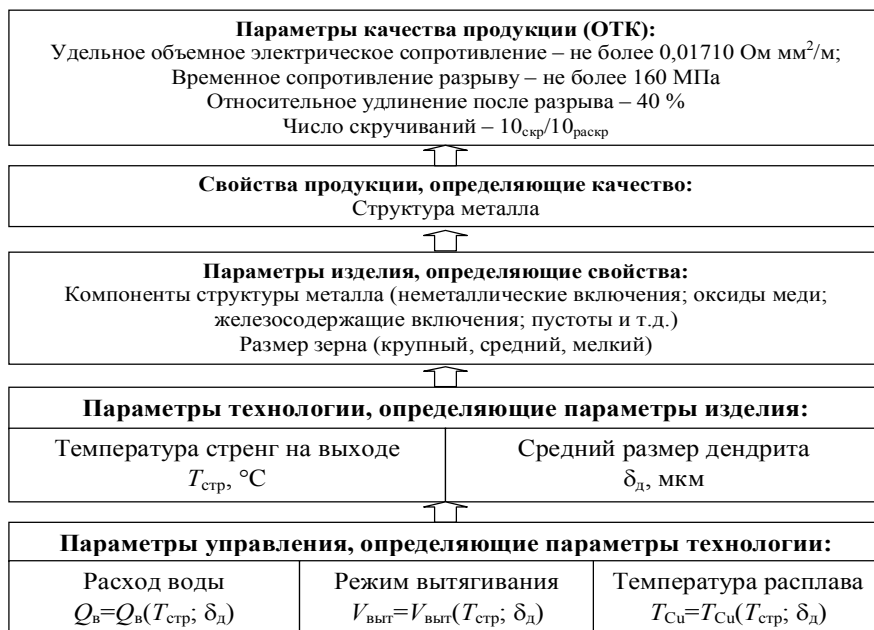 Параметры качества продукции (ОТК):
Удельное объемное электрическое сопротивление – не более 0,01710 Ом мм²/м;
Временное сопротивление разрыву – не более 160 МПа
Относительное удлинение после разрыва – 40 %
Число скручиваний – 10скр/10раскр
Свойства продукции, определяющие качество:
Структура металла
Параметры изделия, определяющие свойства:
Компоненты структуры металла (неметаллические включения; оксиды меди;
железосодержащие включения; пустоты и т.д.)
Размер зерна (крупный, средний, мелкий)
Параметры технологии, определяющие параметры изделия:
Температура стренг на выходе
Tстр, °C
Средний размер дендрита
δд, мкм
Параметры управления, определяющие параметры технологии:
Расход воды
Qв=Qв(Tстр; δд)
Режим вытягивания
Vвыт=Vвыт(Tстр; δд)
Температура расплава
TCu=TCu(Tстр; δд)